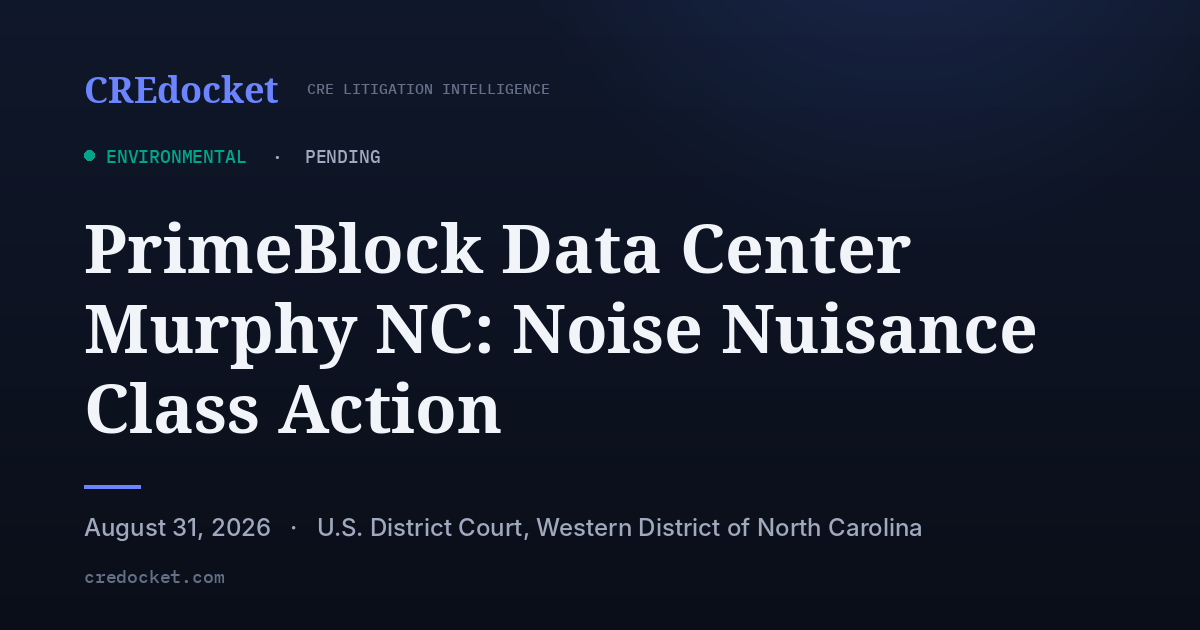 CREdocket CRE LITIGATION INTELLIGENCE
ENVIRONMENTAL · PENDING
PrimeBlock Data Center
Murphy NC: Noise Nuisance
Class Action
August 31, 2026 · U.S. District Court, Western District of North Carolina
credocket.com